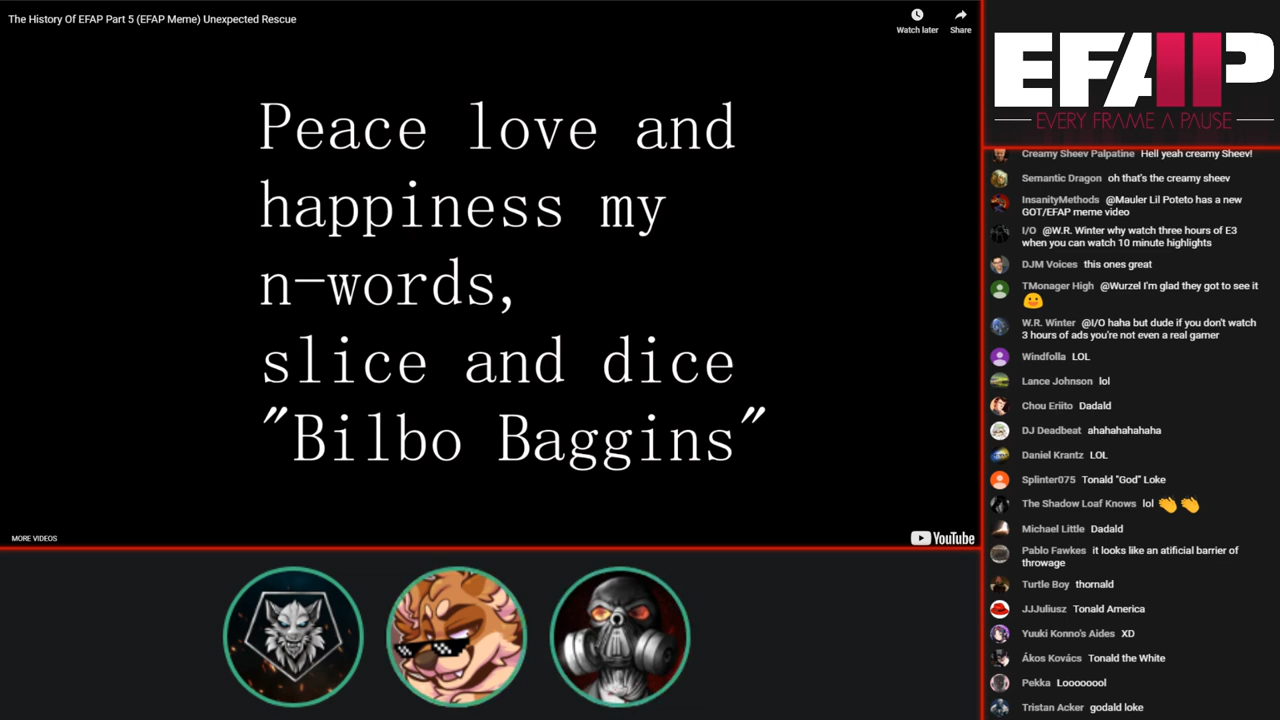 The History Of EFAP Part 5 (EFAP Meme) Unexpected Rescue
Watch later
Share
Peace love and
happiness my
n-words,
slice and dice
"Bilbo Baggins"
MORE VIDEOS
YouTube
EFAP
EVERY FRAME A PAUSE
Creamy Sheev Palpatine Hell yeah creamy Sheev!
Semantic Dragon oh that's the creamy sheev
InsanityMethods @Mauler Lil Poteto has a new
GOT/EFAP meme video
I/O @W.R. Winter why watch three hours of E3
when you can watch 10 minute highlights
DJM Voices this ones great
TManager High @Wurzel I'm glad they got to see it
W.R. Winter @I/O haha but dude if you don't watch
3 hours of ads you're not even a real gamer
Windfolla LOL
Lance Johnson lol
Chou Eriito Dadald
DJ Deadbeat ahahahahahaha
Daniel Krantz LOL
Splinter075 Tonald "God" Loke
The Shadow Loaf Knows lol
Michael Little Dadald
Pablo Fawkes it looks like an atificial barrier of
throwage
Turtle Boy thornald
JJJuliusz Tonald America
Yuuki Konno's Aides XD
Ákos Kovács Tonald the White
Pekka Loooooool
Tristan Acker godald loke